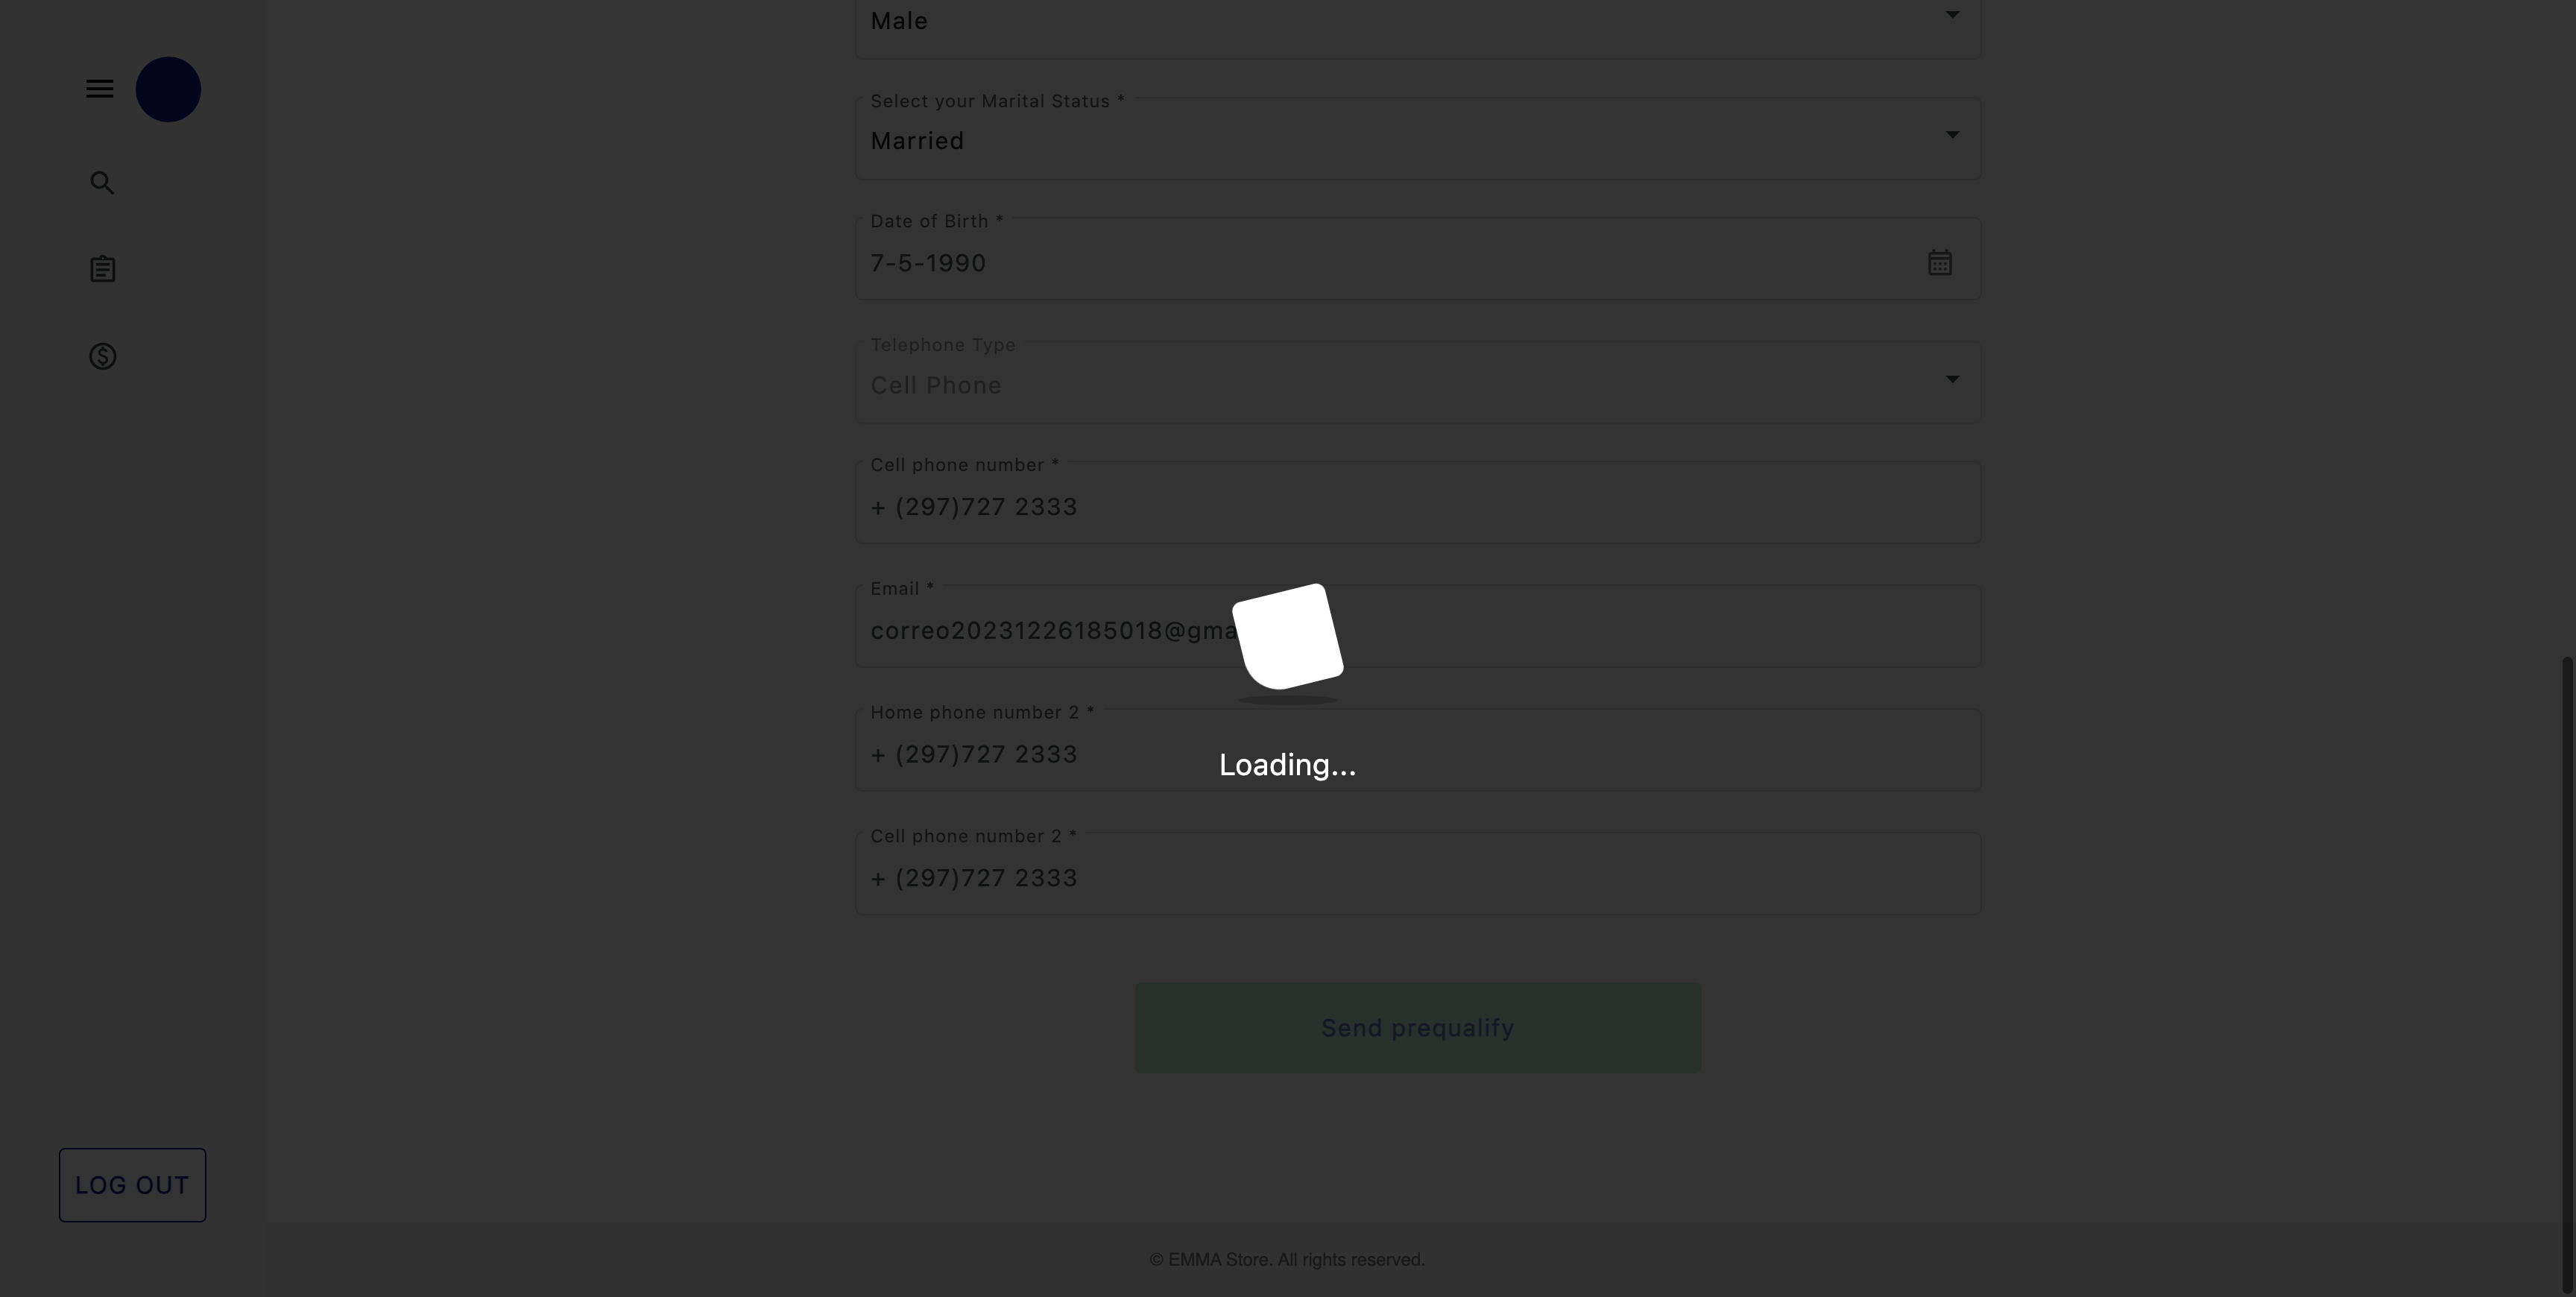 Male
Select your Marital Status *
Married
Date of Birth *
7-5-1990
Telephone Type
Cell Phone
Cell phone number *
+ (297)727 2333
Email *
correo20231226185018@gma
Home phone number 2 *
+ (297)727 2333
Loading...
Cell phone number 2 *
+ (297)727 2333
Send prequalify
LOG OUT
© EMMA Store. All rights reserved.